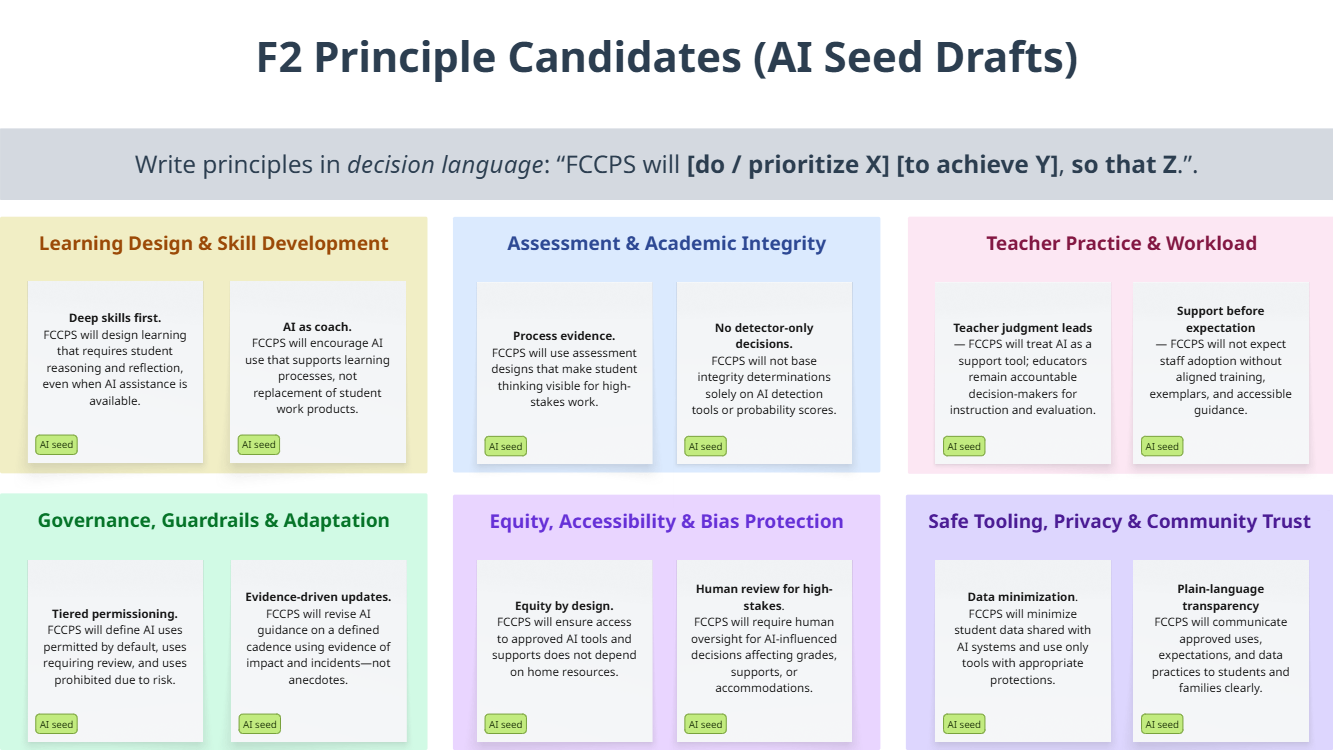 F2 Principle Candidates (AI Seed Drafts)
Write principles in decision language: “FCCPS will [do / prioritize X] [to achieve Y], so that Z.”.
Learning Design & Skill Development
Deep skills first.
FCCPS will design learning
that requires student
reasoning and reflection,
even when AI assistance is
available.
AI seed
AI as coach.
FCCPS will encourage AI
use that supports learning
processes, not
replacement of student
work products.
AI seed
Assessment & Academic Integrity
Process evidence.
FCCPS will use assessment
designs that make student
thinking visible for high-
stakes work.
AI seed
No detector-only
decisions.
FCCPS will not base
integrity determinations
solely on AI detection
tools or probability scores.
AI seed
Teacher Practice & Workload
Teacher judgment leads
— FCCPS will treat AI as a
support tool; educators
remain accountable
decision-makers for
instruction and evaluation.
AI seed
Support before
expectation
— FCCPS will not expect
staff adoption without
aligned training,
exemplars, and accessible
guidance.
AI seed
Governance, Guardrails & Adaptation
Tiered permissioning.
FCCPS will define AI uses
permitted by default, uses
requiring review, and uses
prohibited due to risk.
AI seed
Evidence-driven updates.
FCCPS will revise AI
guidance on a defined
cadence using evidence of
impact and incidents—not
anecdotes.
AI seed
Equity, Accessibility & Bias Protection
Equity by design.
FCCPS will ensure access
to approved AI tools and
supports does not depend
on home resources.
AI seed
Human review for high-
stakes.
FCCPS will require human
oversight for AI-influenced
decisions affecting grades,
supports, or
accommodations.
AI seed
Safe Tooling, Privacy & Community Trust
Data minimization.
FCCPS will minimize
student data shared with
AI systems and use only
tools with appropriate
protections.
AI seed
Plain-language
transparency
FCCPS will communicate
approved uses,
expectations, and data
practices to students and
families clearly.
AI seed